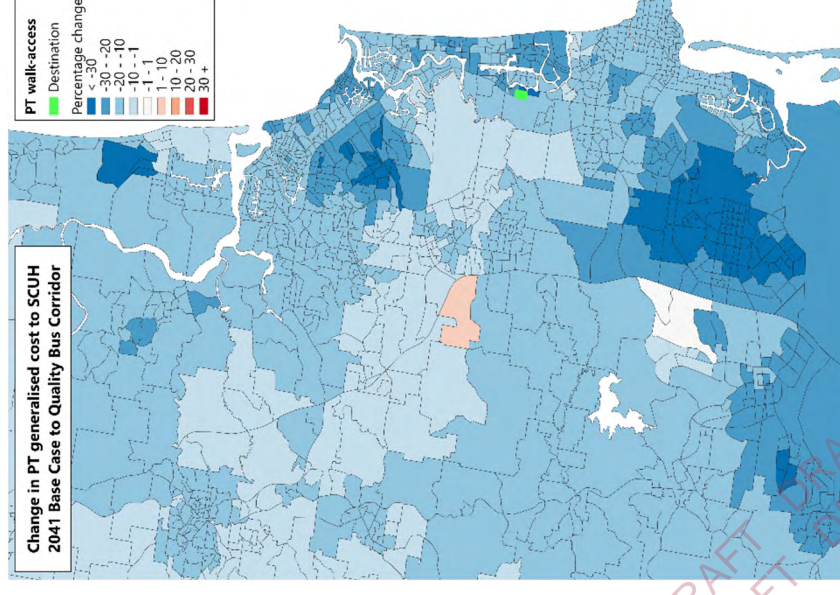 Change in PT generalised cost to SCUH
2041 Base Case to Quality Bus Corridor
PT walk-access
Destination
Percentage change
< -30
-30 - -20
-20 - -10
-10 - -1
-1 - 1
1 - 10
10 - 20
20 - 30
30 +
DRAFT
DRAFT